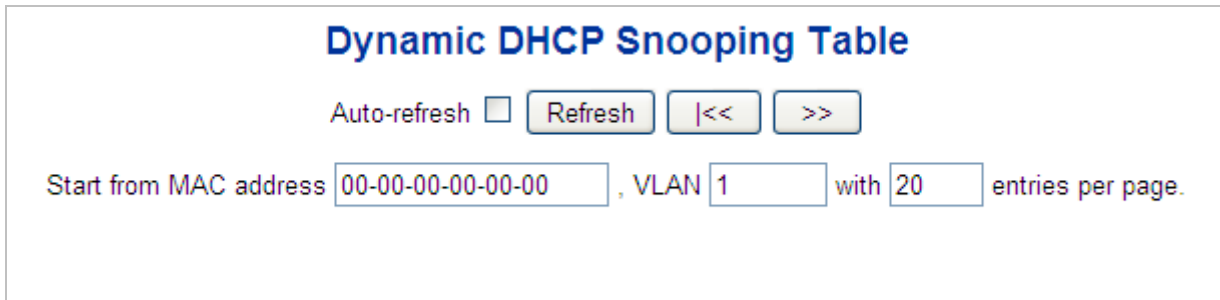 Dynamic DHCP Snooping Table
Auto-refresh Refresh |<< >>
Start from MAC address 00-00-00-00-00-00 , VLAN 1 with 20 entries per page.